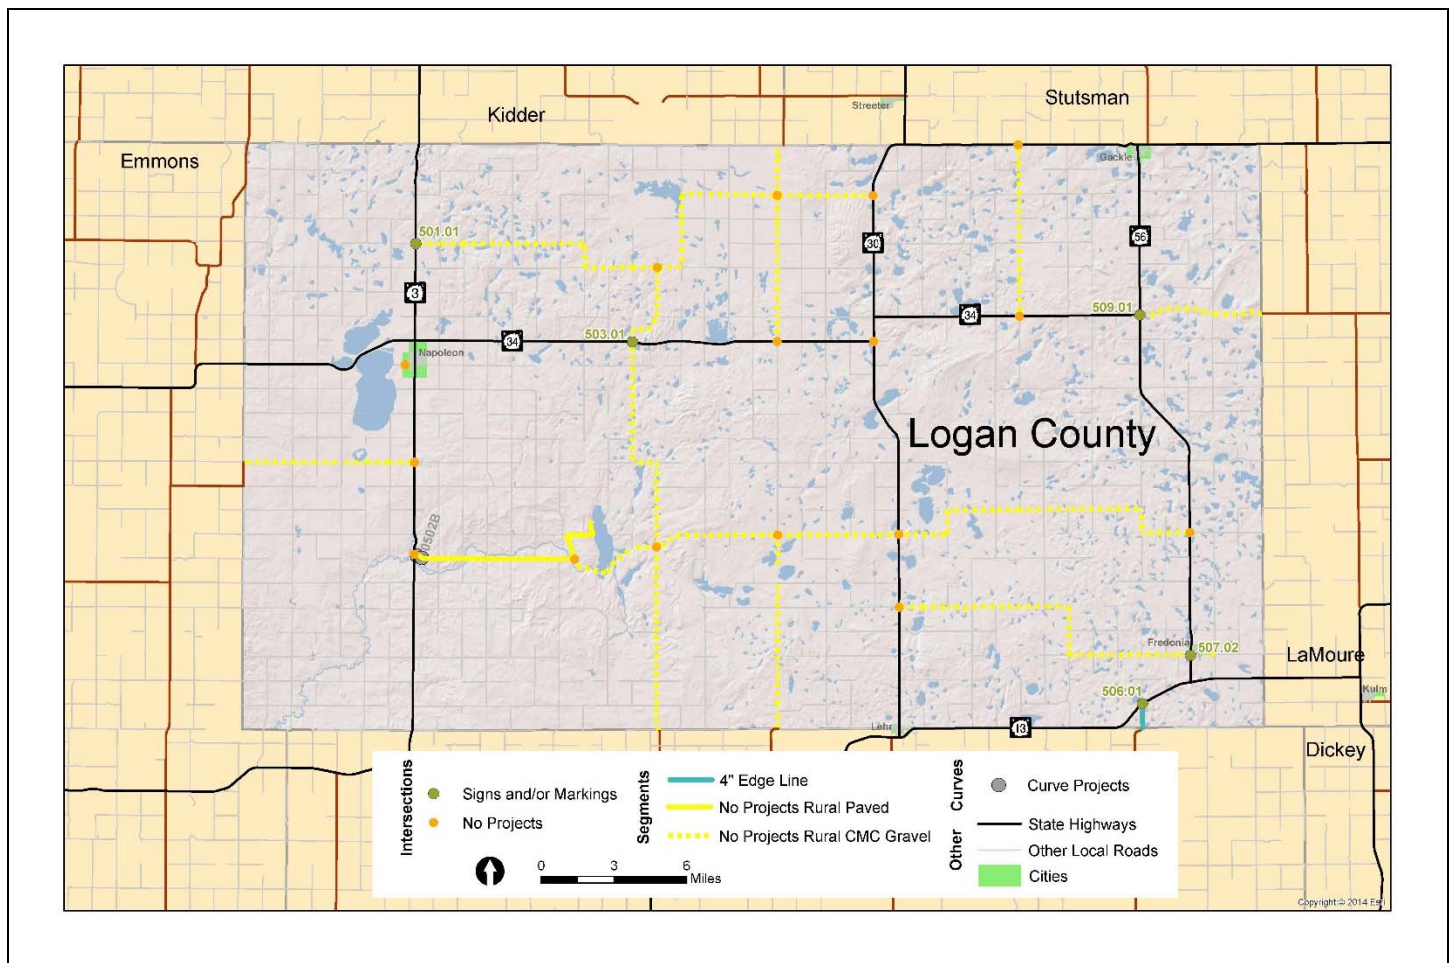 Kidder
Stutsman
Streeter
Emmons
Gackle
501.01
30
56
3
34
509.01
34
503.01
Napoleon
Logan County
0502B
Fredonia
507.02
LaMoure
506.01
Kulm
Lehr
13
Dickey
Intersections
Signs and/or Markings
No Projects
0 3 6
Miles
Segments
4" Edge Line
No Projects Rural Paved
No Projects Rural CMC Gravel
Curves
Curve Projects
Other
State Highways
Other Local Roads
Cities
Copyright:© 2014 Esri